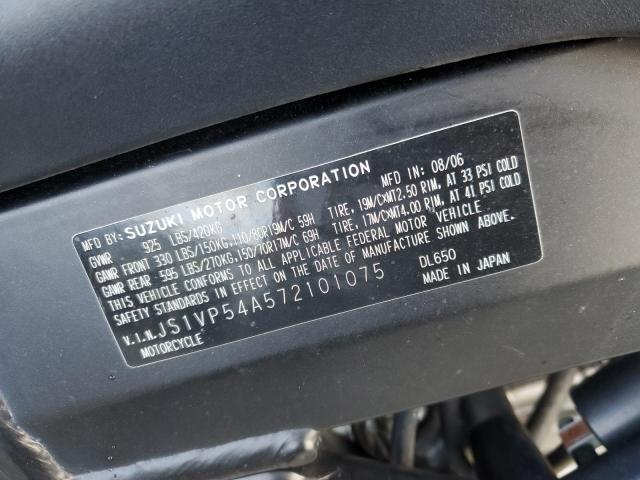 MFD BY: SUZUKI MOTOR CORPORATION MFD IN: 08/06
GVWR 925 LBS/420KG
GAWR FRONT 330 LBS/150KG,110/80R19M/C 59H TIRE, 19M/C×MT2.50 RIM, AT 33 PSI COLD
GAWR REAR 595 LBS/270KG,150/70R17M/C 69H TIRE, 17M/C×MT4.00 RIM, AT 41 PSI COLD
THIS VEHICLE CONFORMS TO ALL APPLICABLE FEDERAL MOTOR VEHICLE
SAFETY STANDARDS IN EFFECT ON THE DATE OF MANUFACTURE SHOWN ABOVE.
V.I.N. JS1VP54A572101075 DL650
MOTORCYCLE MADE IN JAPAN